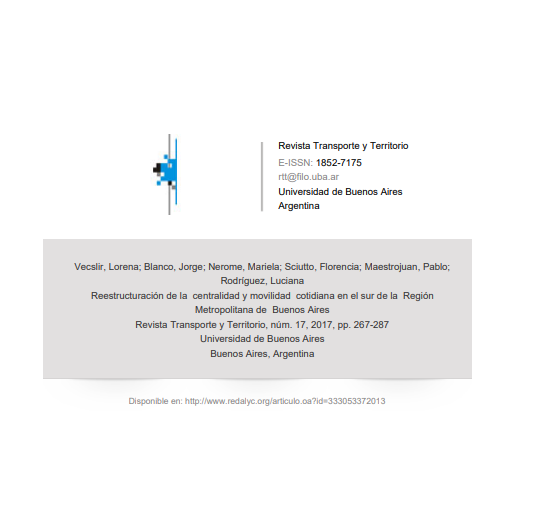 Revista Transporte y Territorio
E-ISSN: 1852-7175
rtt@filo.uba.ar
Universidad de Buenos Aires
Argentina
Vecslir, Lorena; Blanco, Jorge; Nerome, Mariela; Sciutto, Florencia; Maestrojuan, Pablo;
Rodríguez, Luciana
Reestructuración de la centralidad y movilidad cotidiana en el sur de la Región
Metropolitana de Buenos Aires
Revista Transporte y Territorio, núm. 17, 2017, pp. 267-287
Universidad de Buenos Aires
Buenos Aires, Argentina
Disponible en: http://www.redalyc.org/articulo.oa?id=333053372013